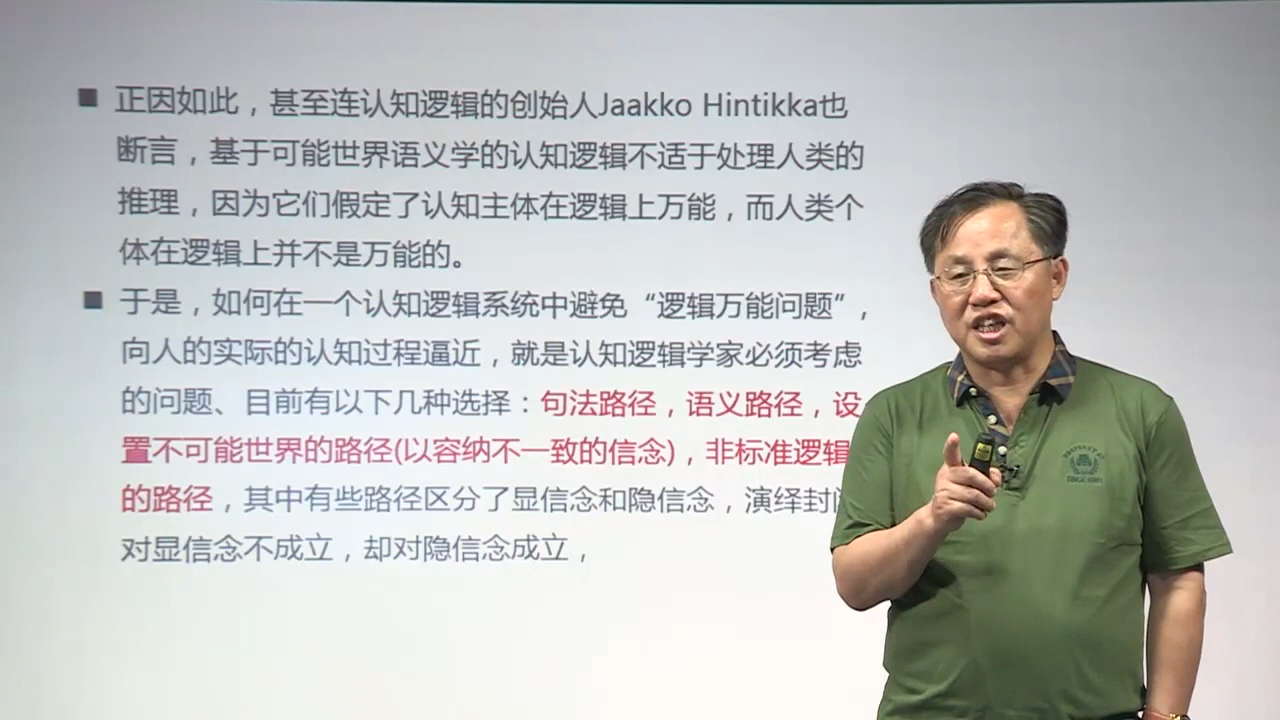 正因如此，甚至连认知逻辑的创始人Jaakko Hintikka也
断言，基于可能世界语义学的认知逻辑不适于处理人类的
推理，因为它们假定了认知主体在逻辑上万能，而人类个
体在逻辑上并不是万能的。
于是，如何在一个认知逻辑系统中避免“逻辑万能问题”，
向人的实际的认知过程逼近，就是认知逻辑学家必须考虑
的问题、目前有以下几种选择：句法路径，语义路径，设
置不可能世界的路径(以容纳不一致的信念)，非标准逻辑
的路径，其中有些路径区分了显信念和隐信念，演绎封
对显信念不成立，却对隐信念成立，